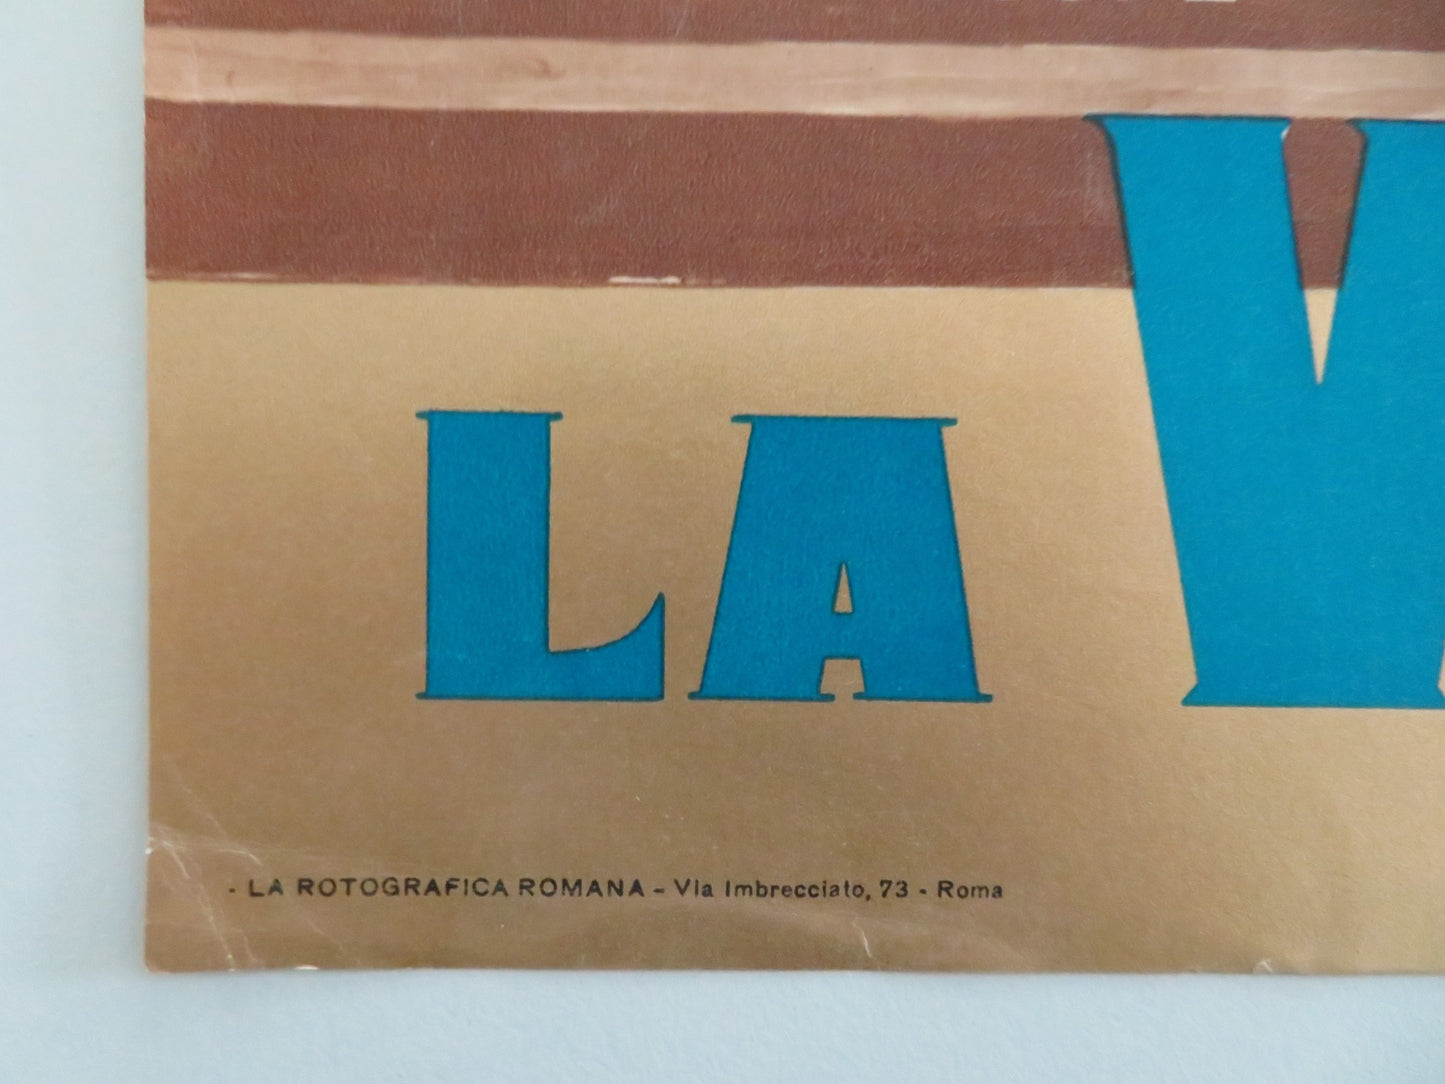 LA V
- LA ROTOGRAFICA ROMANA - Via Imbrecciato, 73 - Roma